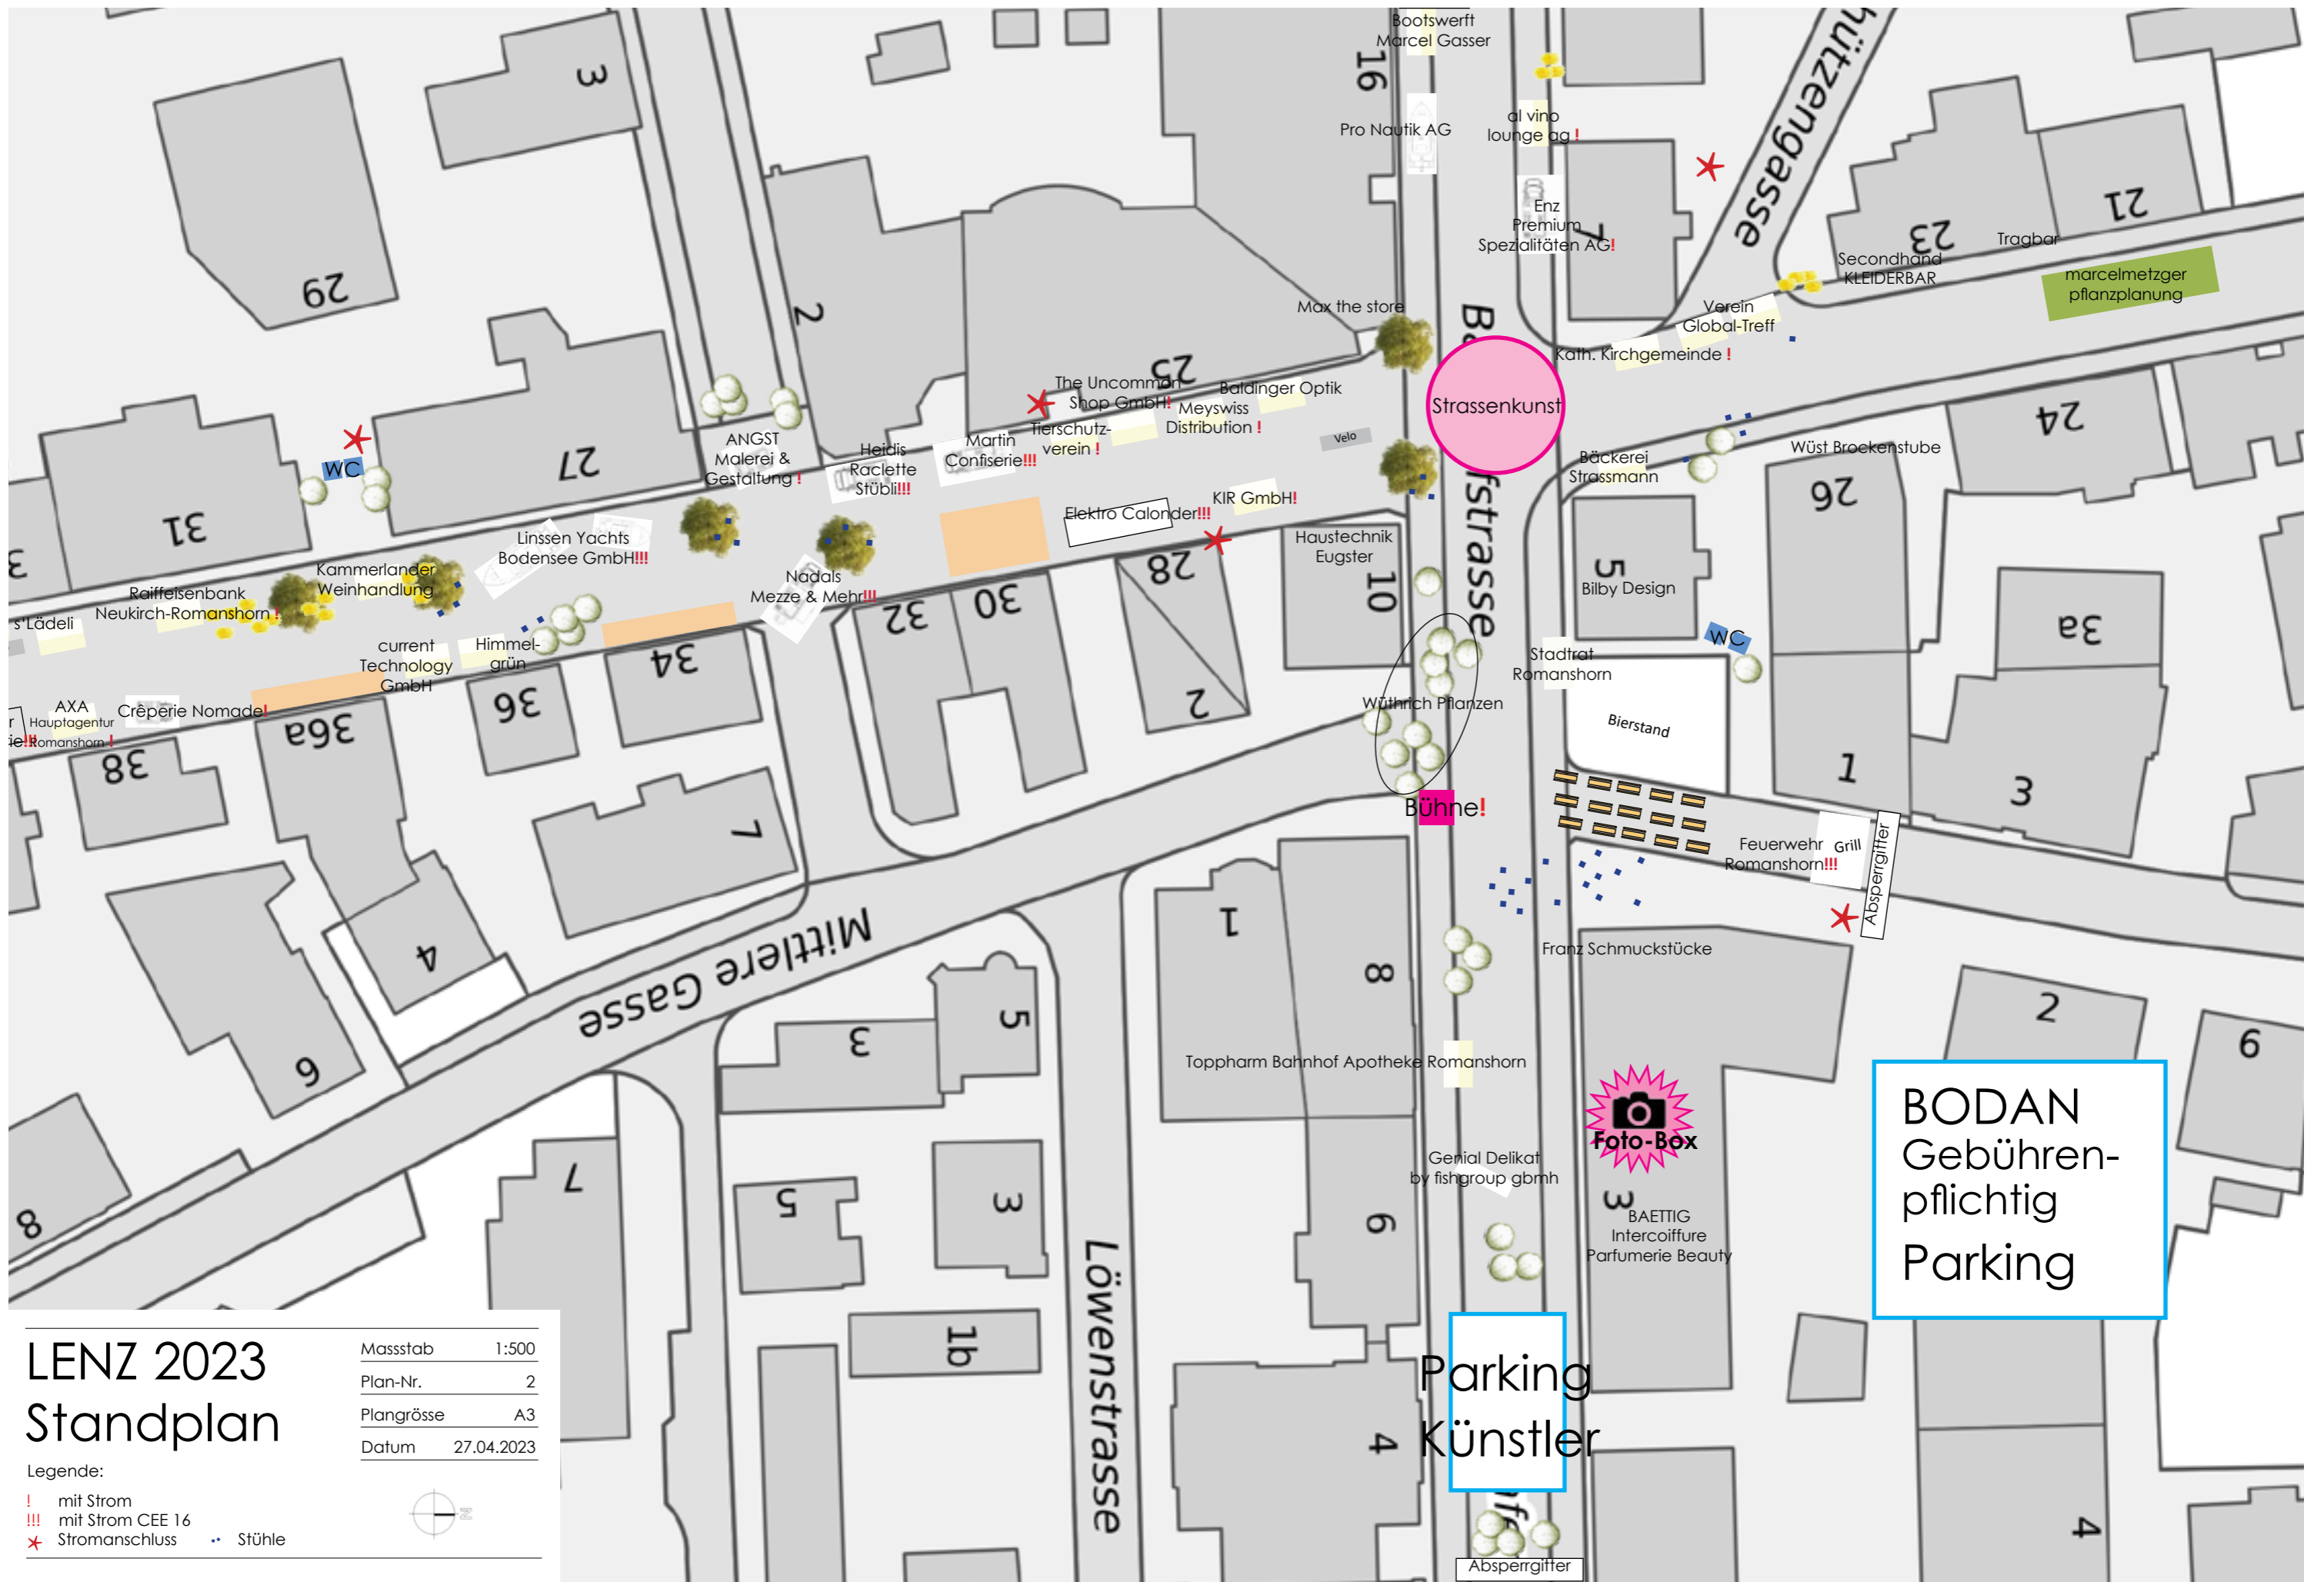 Bootswerft
Marcel Gasser
16
3
Pro Nautik AG
al vino
lounge ag !
hützengasse
21
23
29
2
Enz
Premium
Spezialitäten AG!
7
Tragbar
Secondhand
KLEIDERBAR
marcelmetzger
pflanzplanung
Max the store
Verein
Global-Treff
Kath. Kirchgemeinde !
25
The Uncommon
Shop GmbH!
Baldinger Optik
Meyswiss
Distribution !
Tierschutz-
verein !
Strassenkunst
Velo
24
ANGST
Malerei &
Gestaltung !
Heidis
Raclette
Stübli!!!
Martin
Confiserie!!!
Bäckerei
Strassmann
Wüst Brockenstube
WC
27
31
26
KIR GmbH!
Elektro Calonder!!!
Linssen Yachts
Bodensee GmbH!!!
Haustechnik
Eugster
Ba
fstrasse
10
28
2
30
32
5
Bilby Design
3a
Kammerlander
Weinhandlung
Raiffeisenbank
Neukirch-Romanshorn !
s'Lädeli
Nadals
Mezze & Mehr!!!
current
Technology
GmbH
Himmel-
grün
34
36
36a
38
WC
Stadtrat
Romanshorn
Wüthrich Pflanzen
Bierstand
AXA
Hauptagentur
Romanshorn !
Crêperie Nomade!
r
ie!!!
1
3
7
Bühne!
Feuerwehr
Romanshorn!!!
Grill
Absperrgitter
4
6
8
Mittlere Gasse
1
8
Franz Schmuckstücke
3
5
2
9
Toppharm Bahnhof Apotheke Romanshorn
Foto-Box
BODAN
Gebühren-
pflichtig
Parking
7
5
3
Genial Delikat
by fishgroup gbmh
6
3
BAETTIG
Intercoiffure
Parfumerie Beauty
Löwenstrasse
1b
4
Parking
Künstler
4
Absperrgitter
LENZ 2023
Standplan
Massstab 1:500
Plan-Nr. 2
Plangrösse A3
Datum 27.04.2023
Legende:
! mit Strom
!!! mit Strom CEE 16
Stromanschluss
Stühle
N